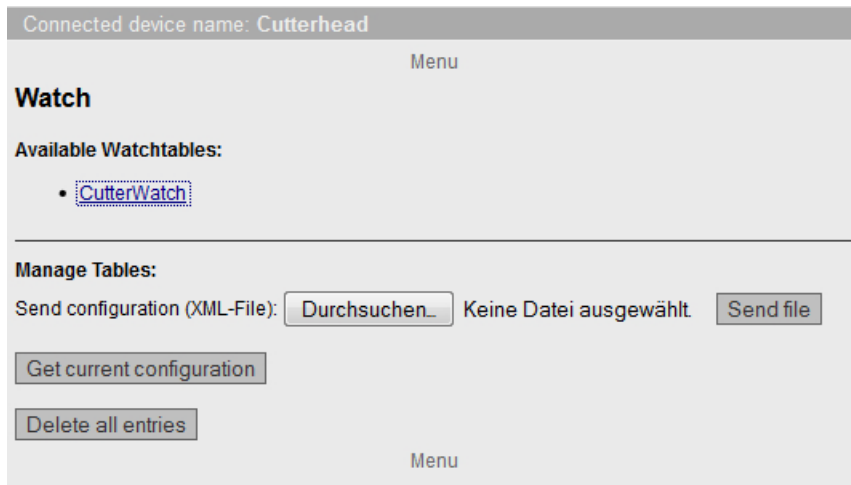 Connected device name: Cutterhead
Menu
Watch
Available Watchtables:
• CutterWatch
Manage Tables:
Send configuration (XML-File): Durchsuchen... Keine Datei ausgewählt. Send file
Get current configuration
Delete all entries
Menu